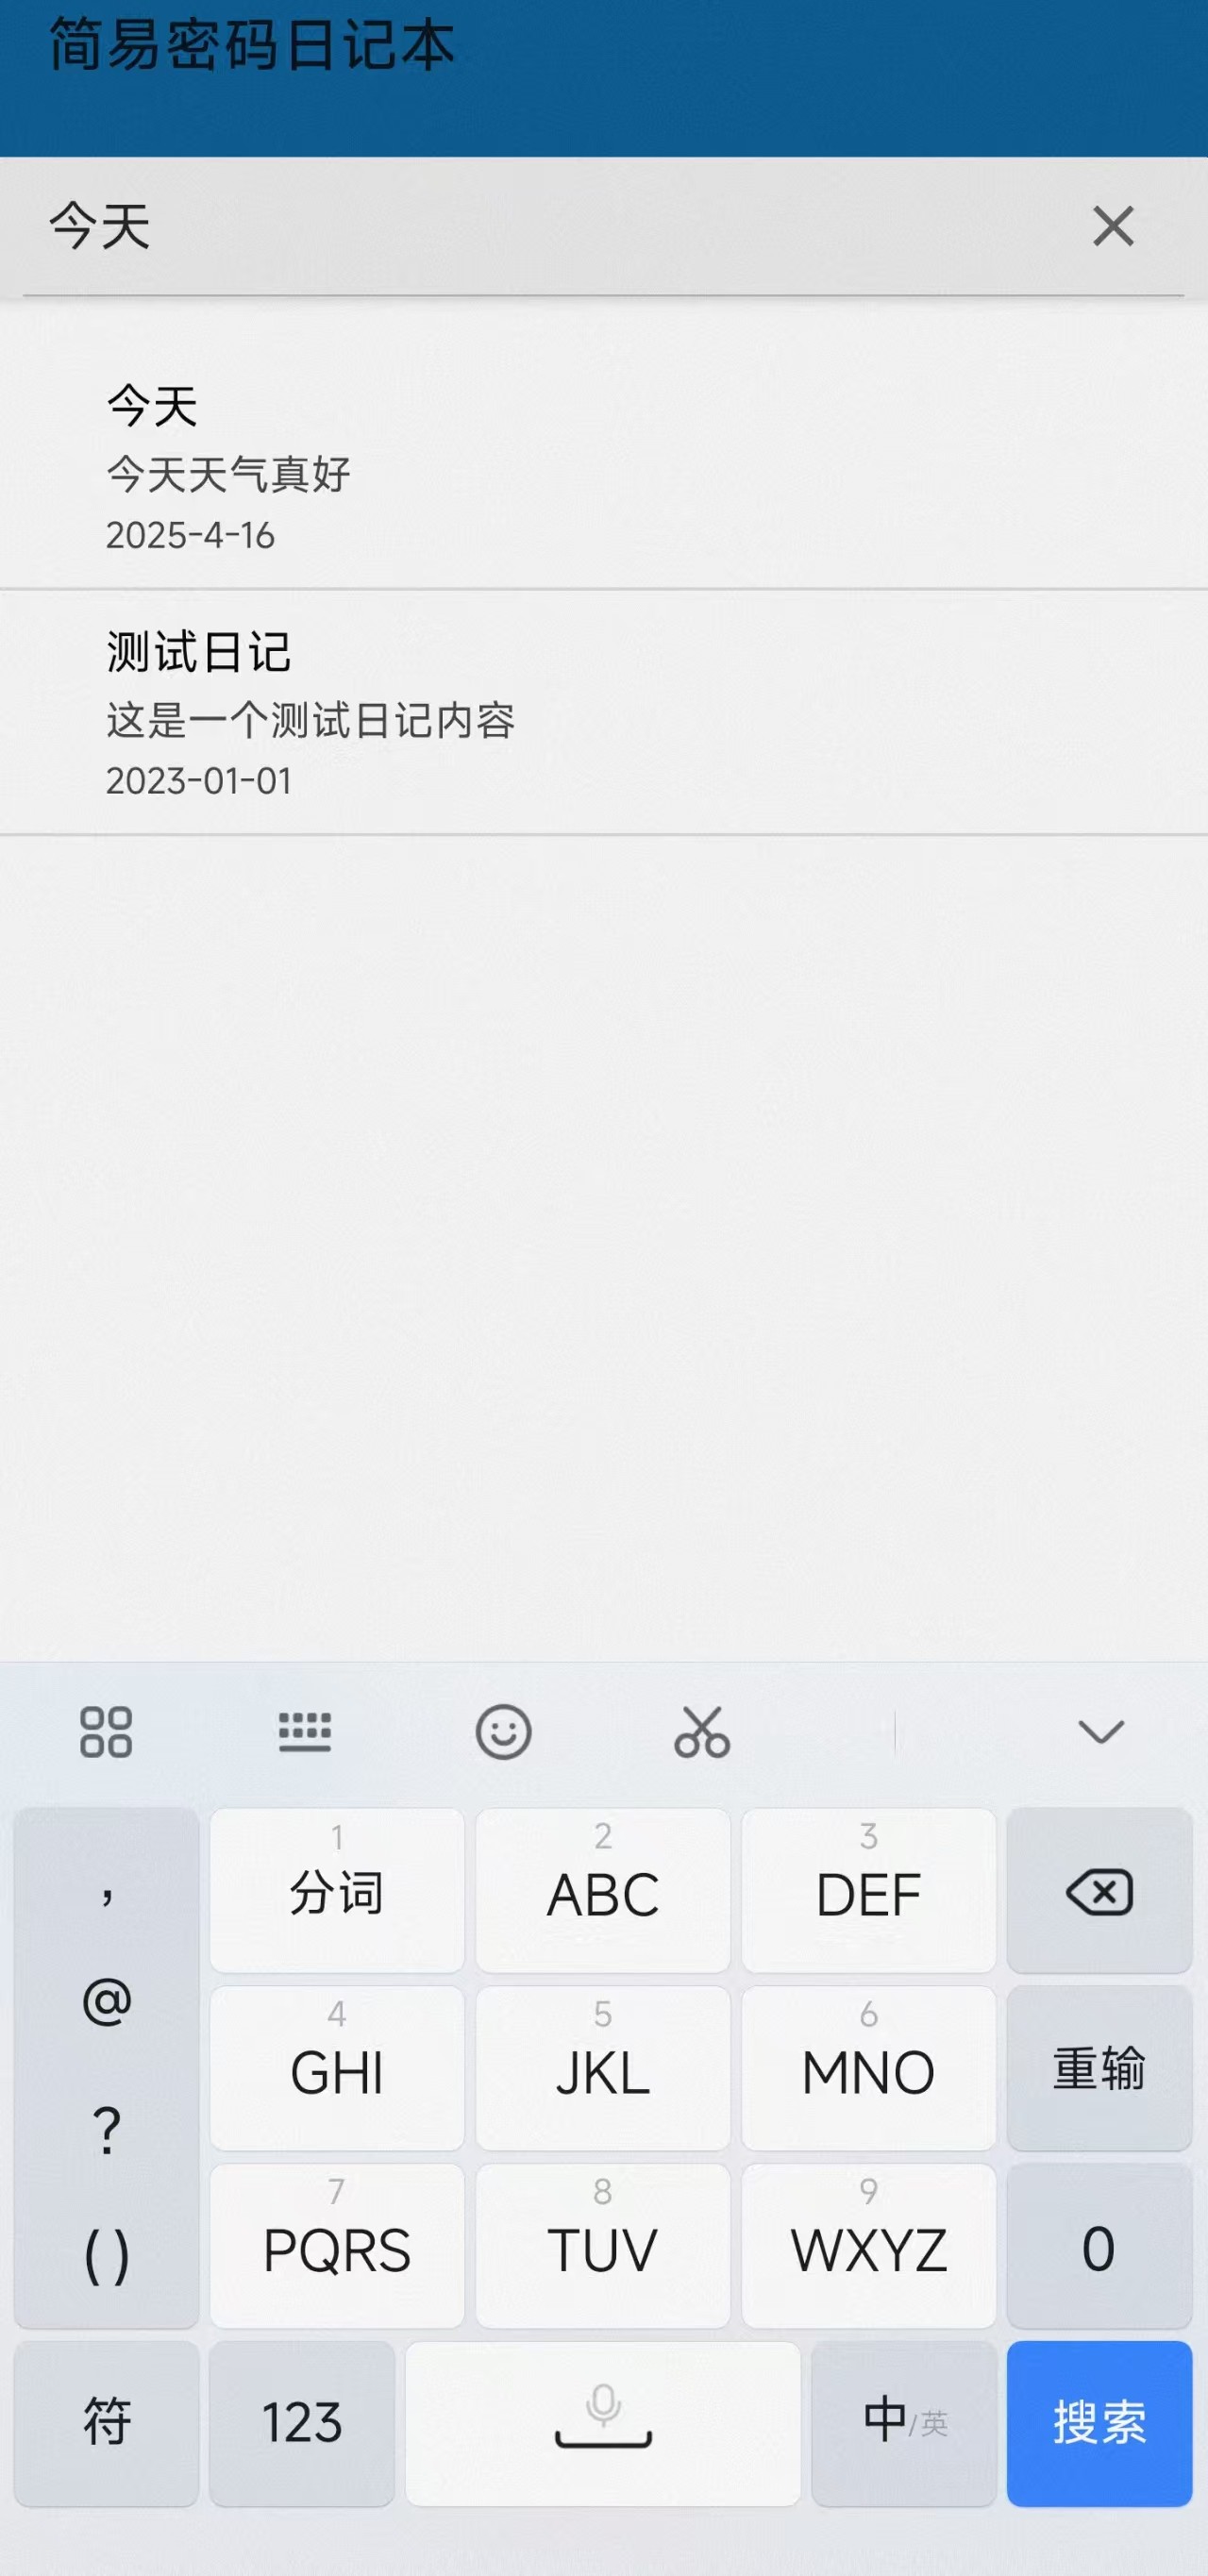 简易密码日记本
今天
今天
今天天气真好
2025-4-16
测试日记
这是一个测试日记内容
2023-01-01
,
@
?
()
1
分词
2
ABC
3
DEF
4
GHI
5
JKL
6
MNO
重输
7
PQRS
8
TUV
9
WXYZ
0
符
123
中/英
搜索